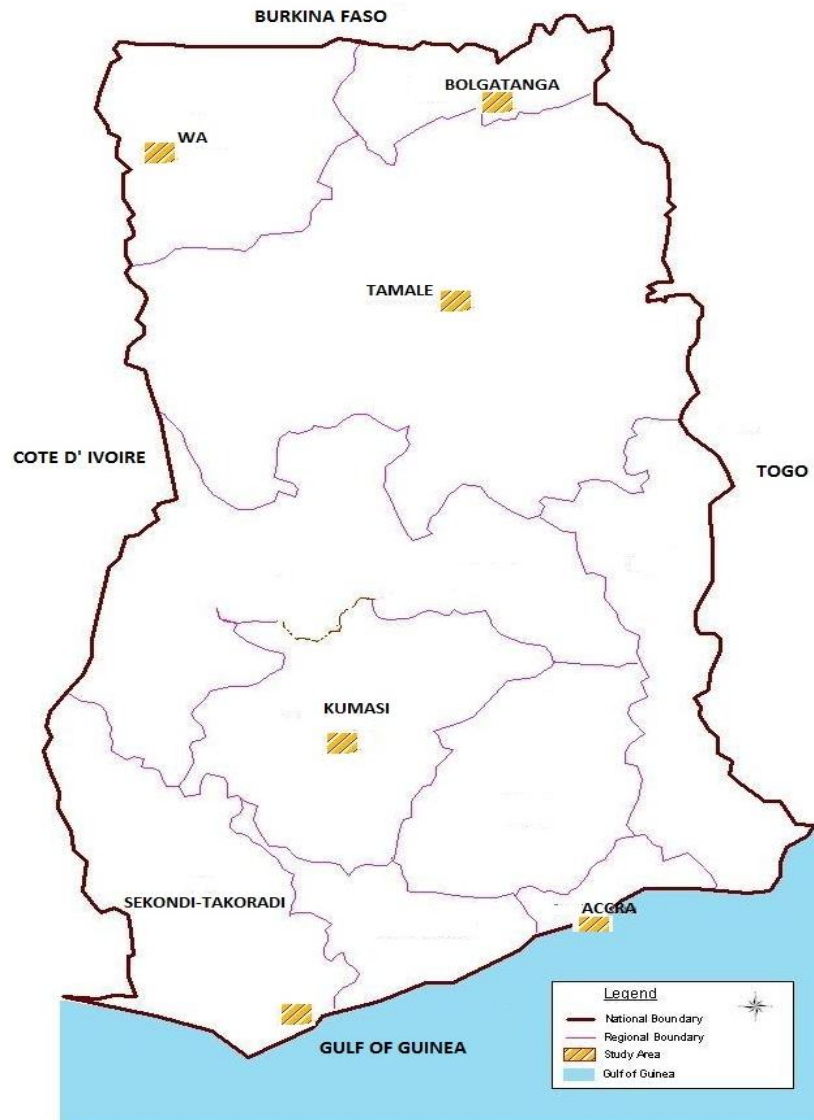 BURKINA FASO
BOLGATANGA
WA
TAMALE
COTE D' IVOIRE
TOGO
KUMASI
SEKONDI-TAKORADI
ACCRA
GULF OF GUINEA
Legend
National Boundary
Regional Boundary
Study Area
Gulf of Guinea